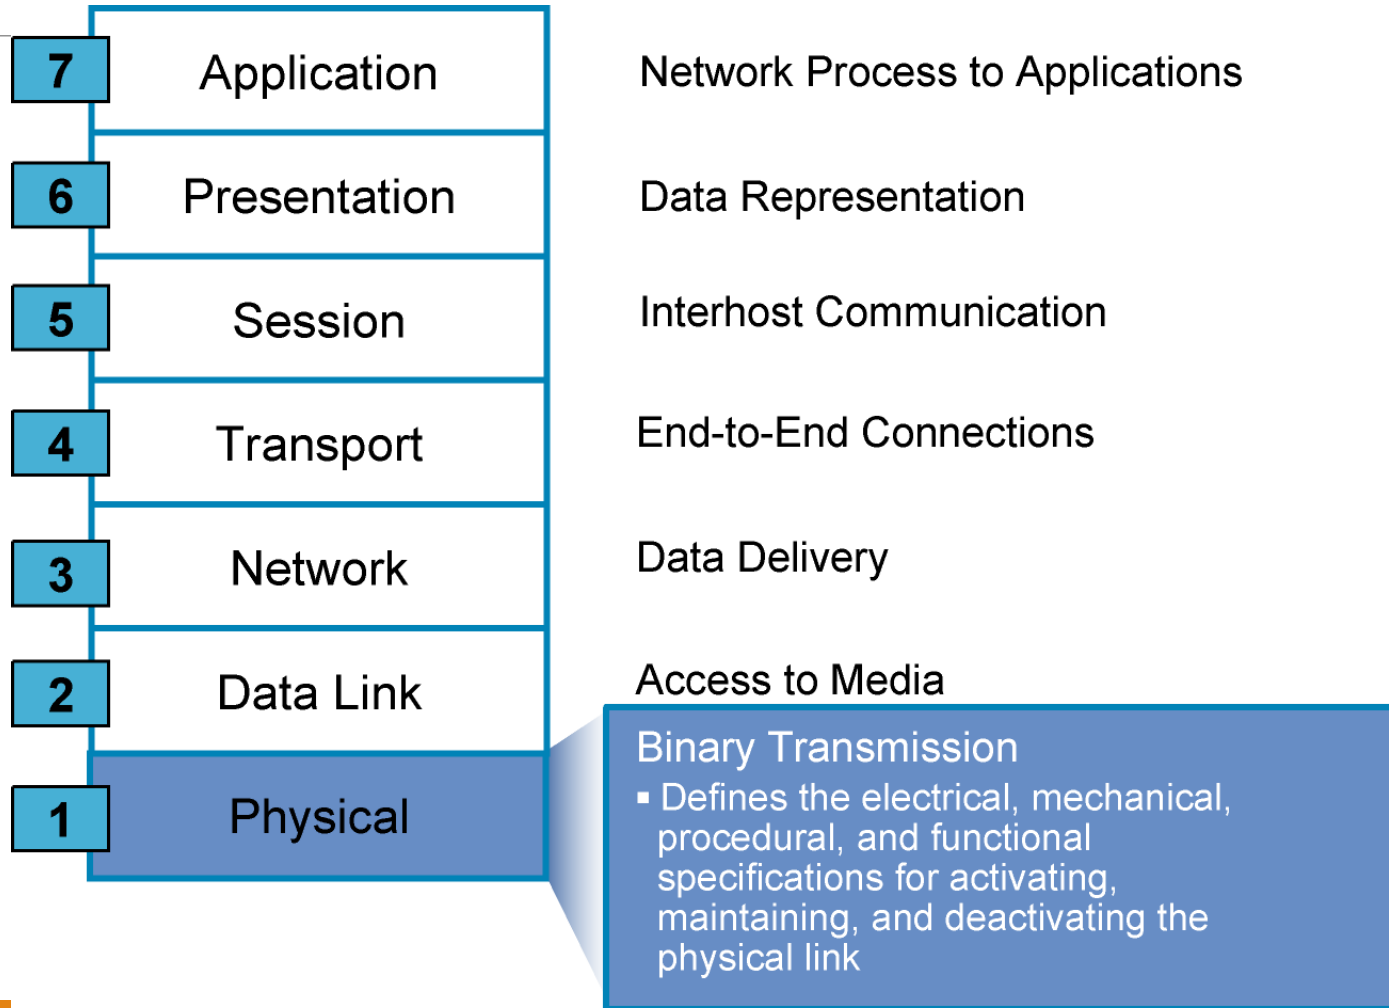 7 Application Network Process to Applications
6 Presentation Data Representation
5 Session Interhost Communication
4 Transport End-to-End Connections
3 Network Data Delivery
2 Data Link Access to Media
1 Physical
Binary Transmission
▪ Defines the electrical, mechanical,
procedural, and functional
specifications for activating,
maintaining, and deactivating the
physical link